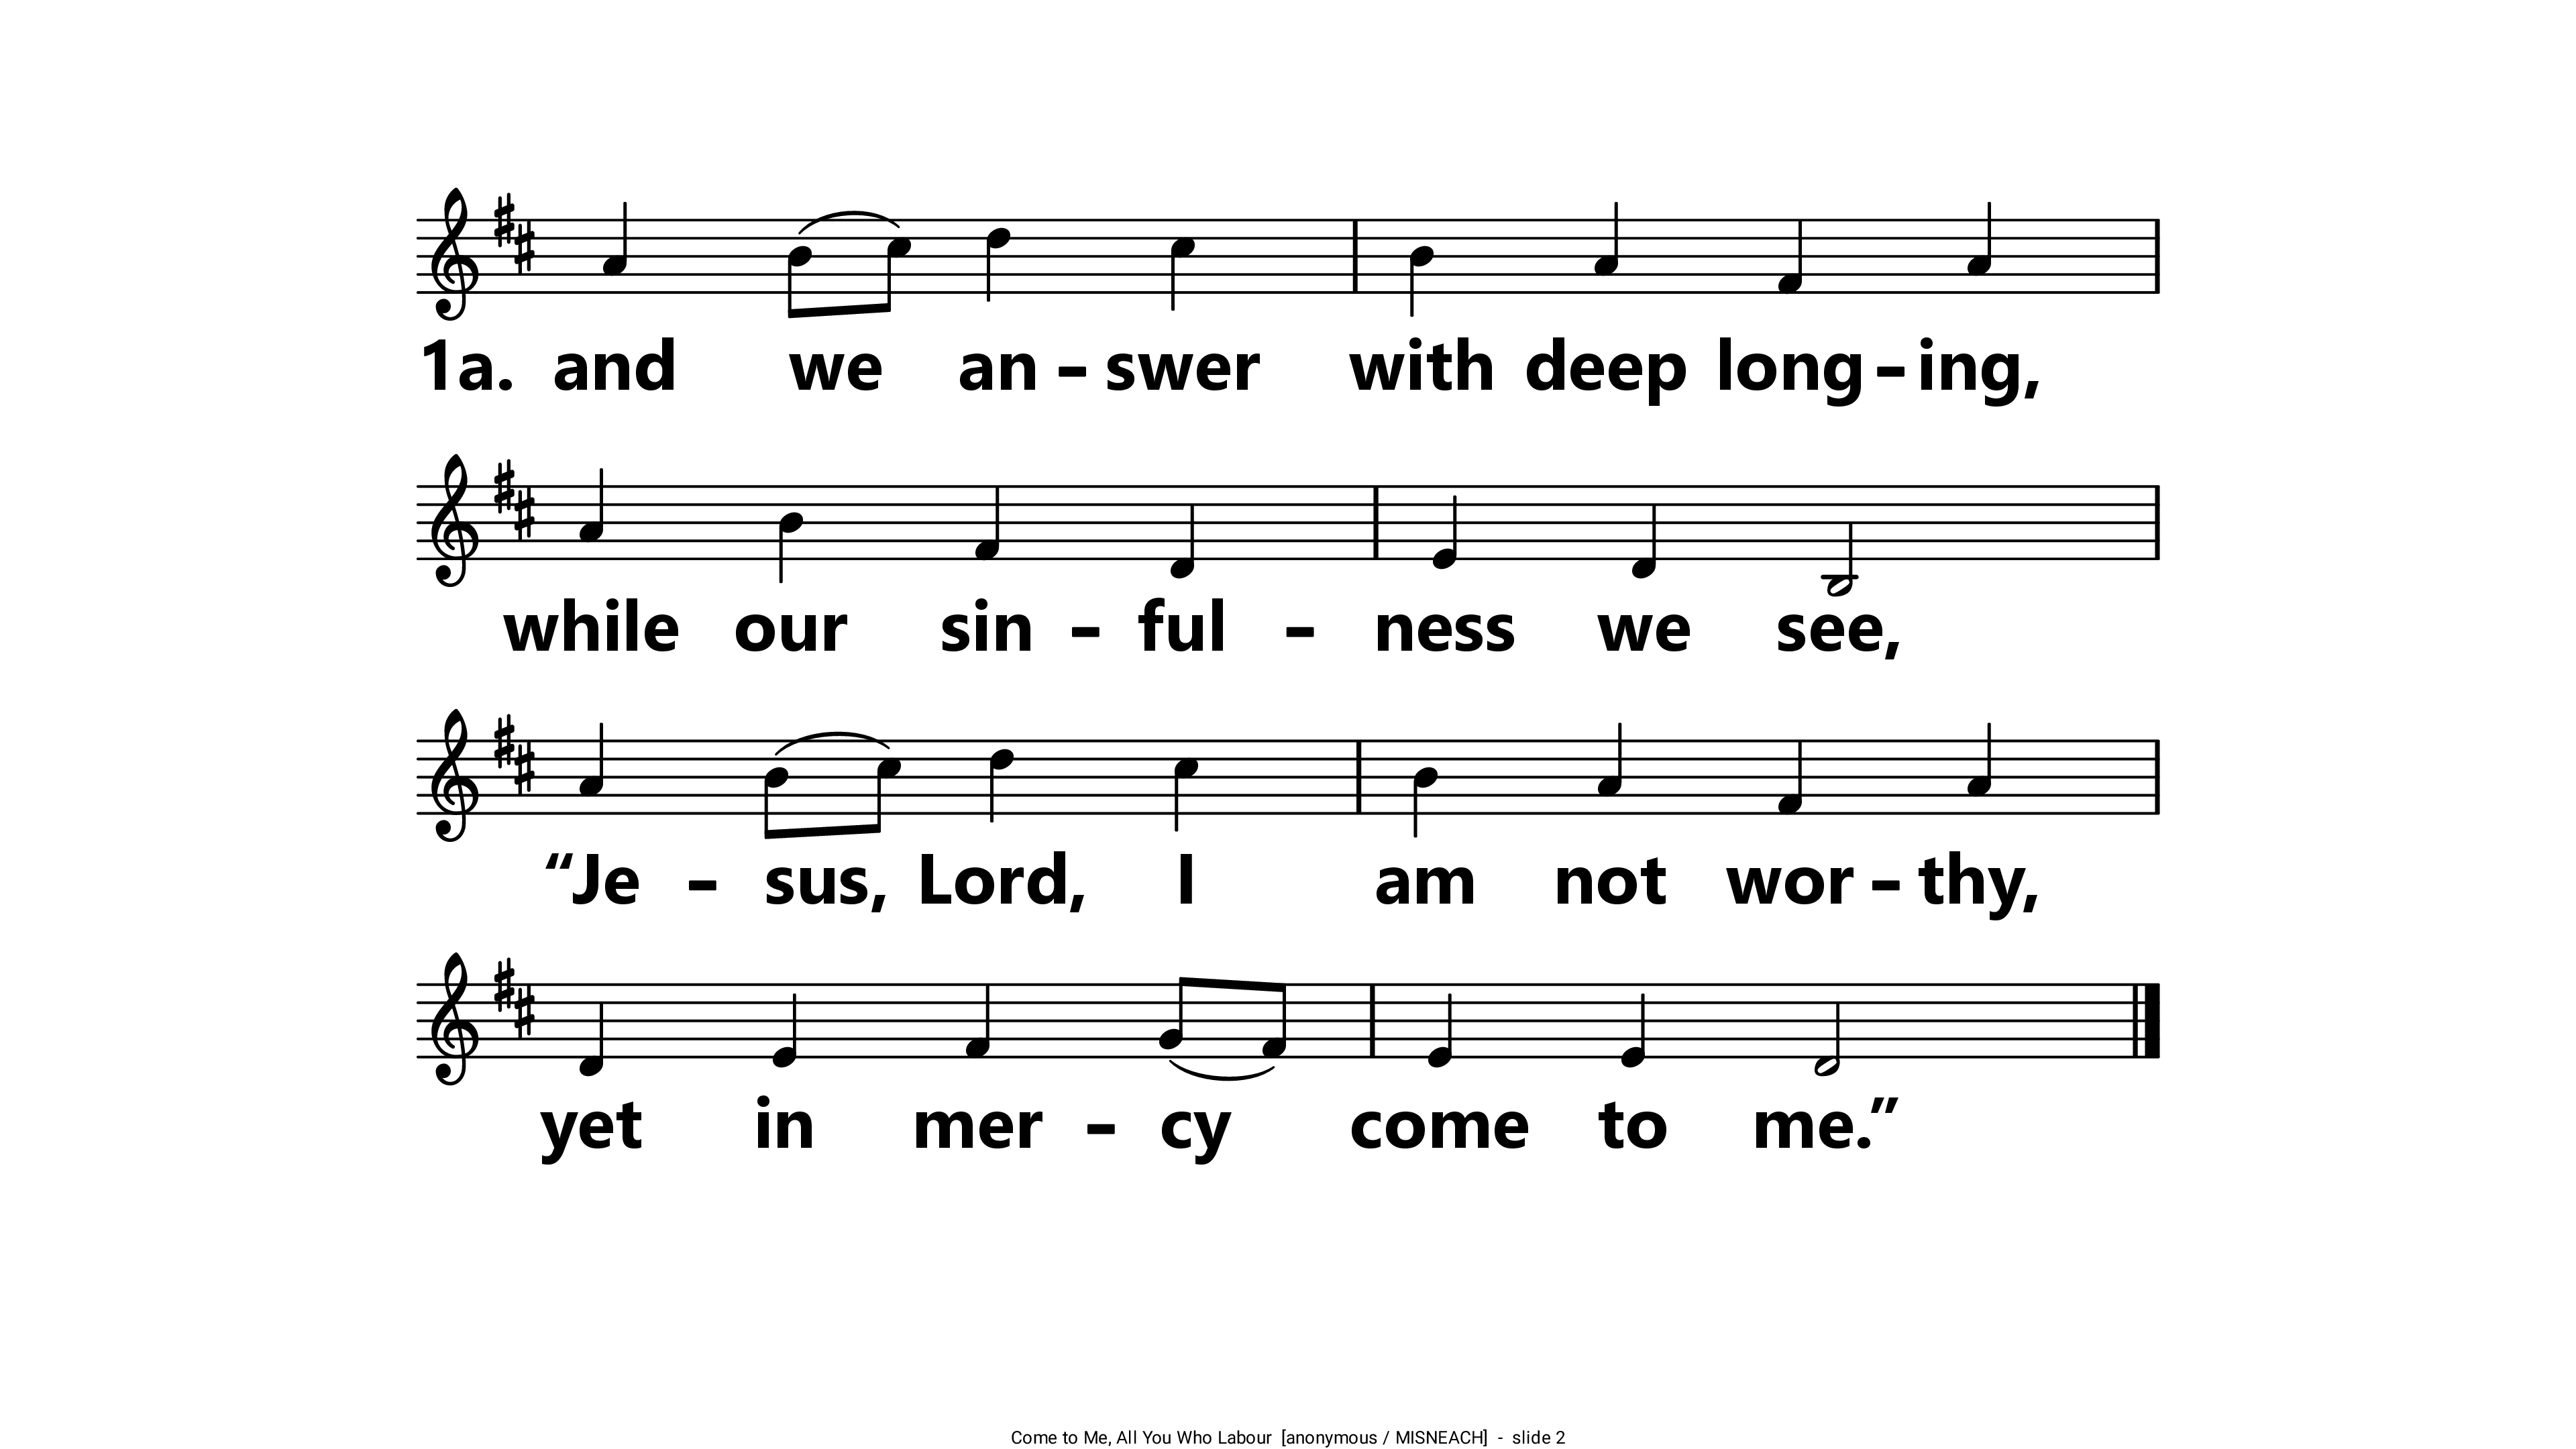 1a. and we an – swer with deep long – ing,
while our sin – ful – ness we see,
“Je – sus, Lord, I am not wor – thy,
yet in mer – cy come to me.”
Come to Me, All You Who Labour [anonymous / MISNEACH] - slide 2